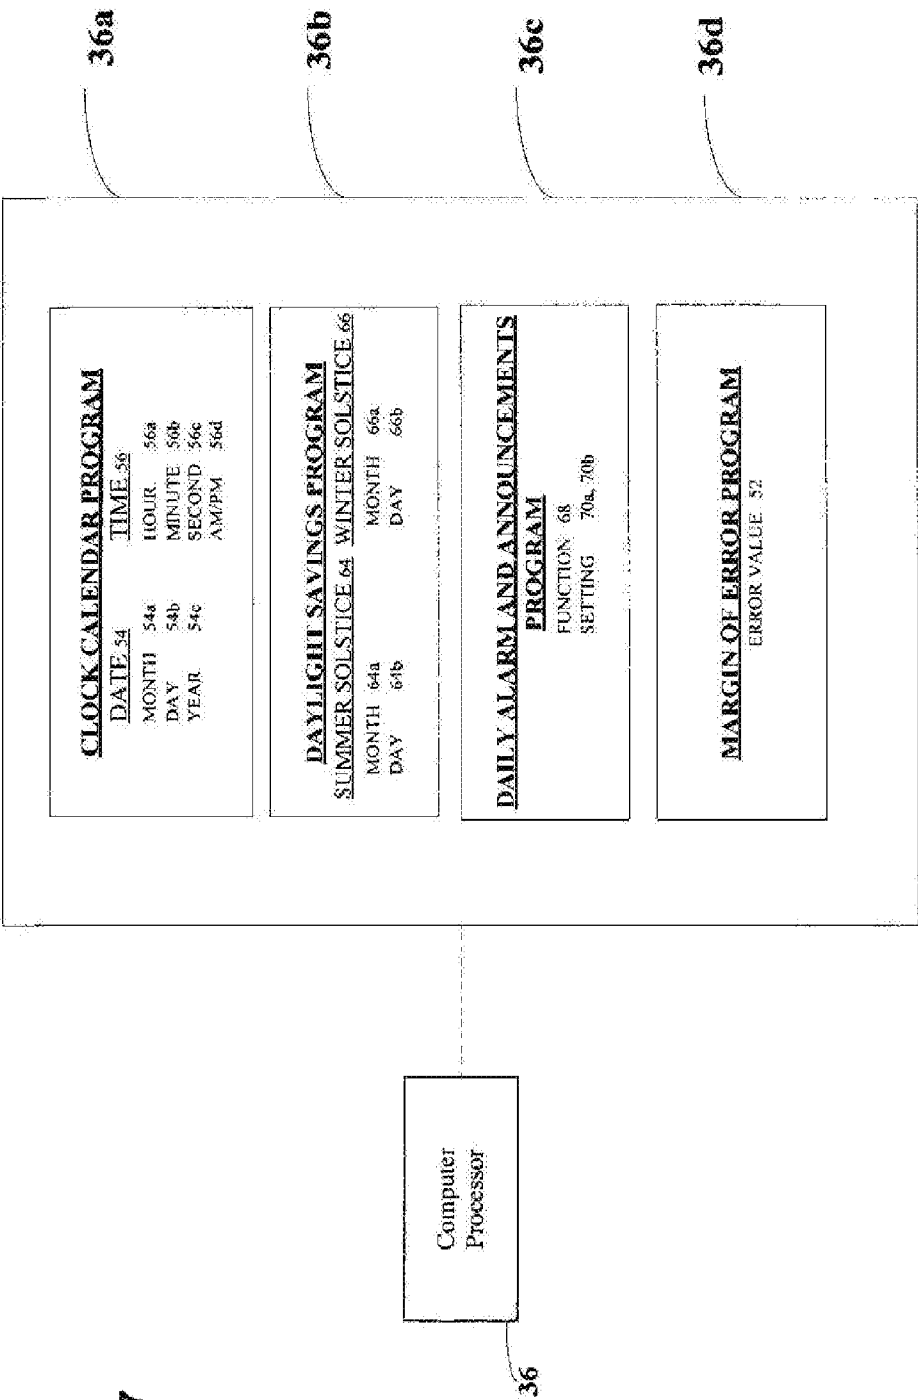 36a
36b
36c
36d
CLOCK CALENDAR PROGRAM
DATE 54 TIME 56
MONTH 54a HOUR 56a
DAY 54b MINUTE 56b
YEAR 54c SECOND 56c
AM/PM 56d
DAYLIGHT SAVINGS PROGRAM
SUMMER SOLSTICE 64 WINTER SOLSTICE 66
MONTH 64a MONTH 66a
DAY 64b DAY 66b
DAILY ALARM AND ANNOUNCEMENTS
PROGRAM
FUNCTION 68
SETTING 70a, 70b
MARGIN OF ERROR PROGRAM
ERROR VALUE 52
Computer
Processor
36